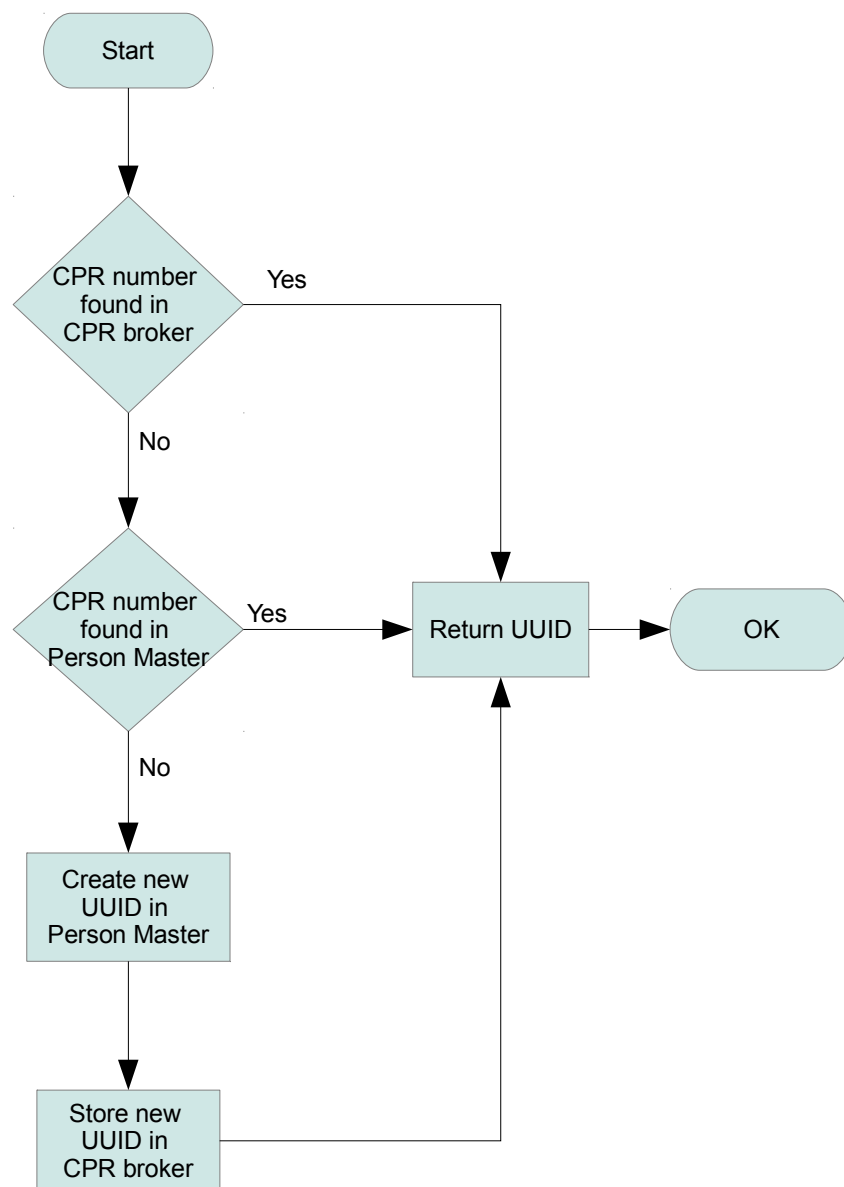 Start
CPR number
found in
CPR broker
Yes
No
CPR number
found in
Person Master
Yes
Return UUID
OK
No
Create new
UUID in
Person Master
Store new
UUID in
CPR broker